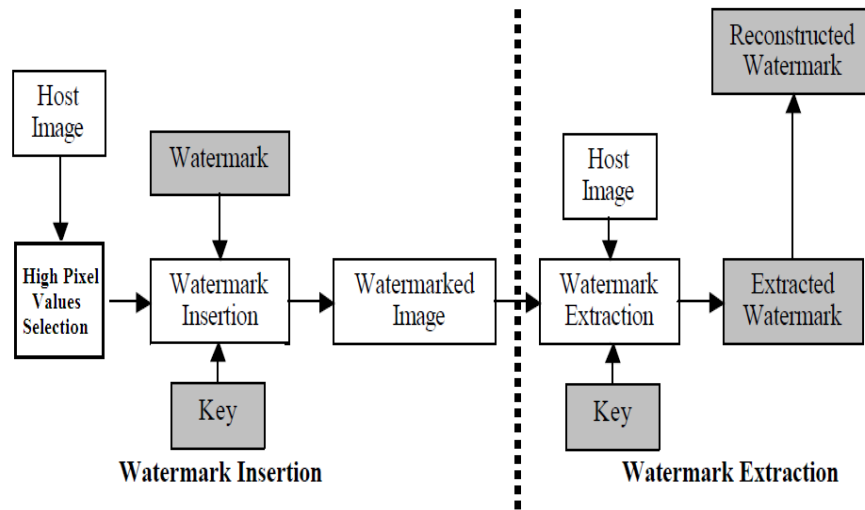 Host
Image
Watermark
High Pixel
Values
Selection
Watermark
Insertion
Watermarked
Image
Key
Watermark Insertion
Reconstructed
Watermark
Host
Image
Watermark
Extraction
Extracted
Watermark
Key
Watermark Extraction